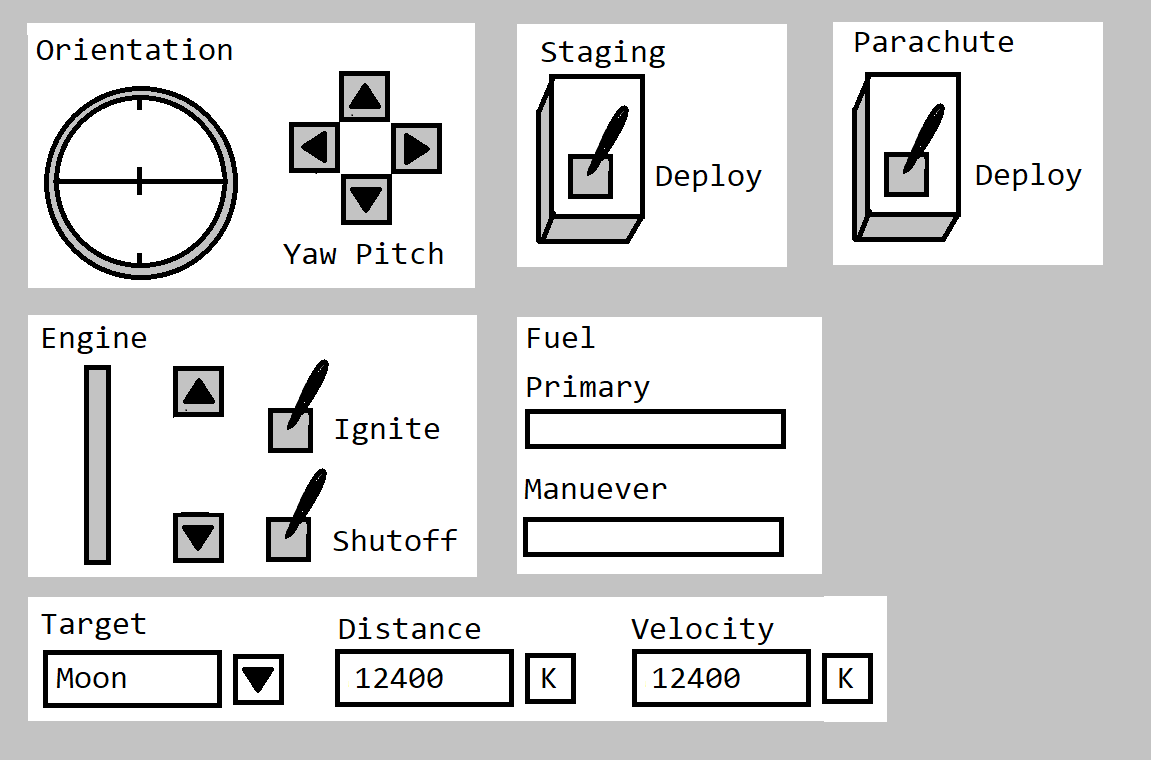 Orientation
Yaw Pitch
Staging
Deploy
Parachute
Deploy
Engine
Ignite
Shutoff
Fuel
Primary
Manuever
Target
Moon
Distance
12400 K
Velocity
12400 K